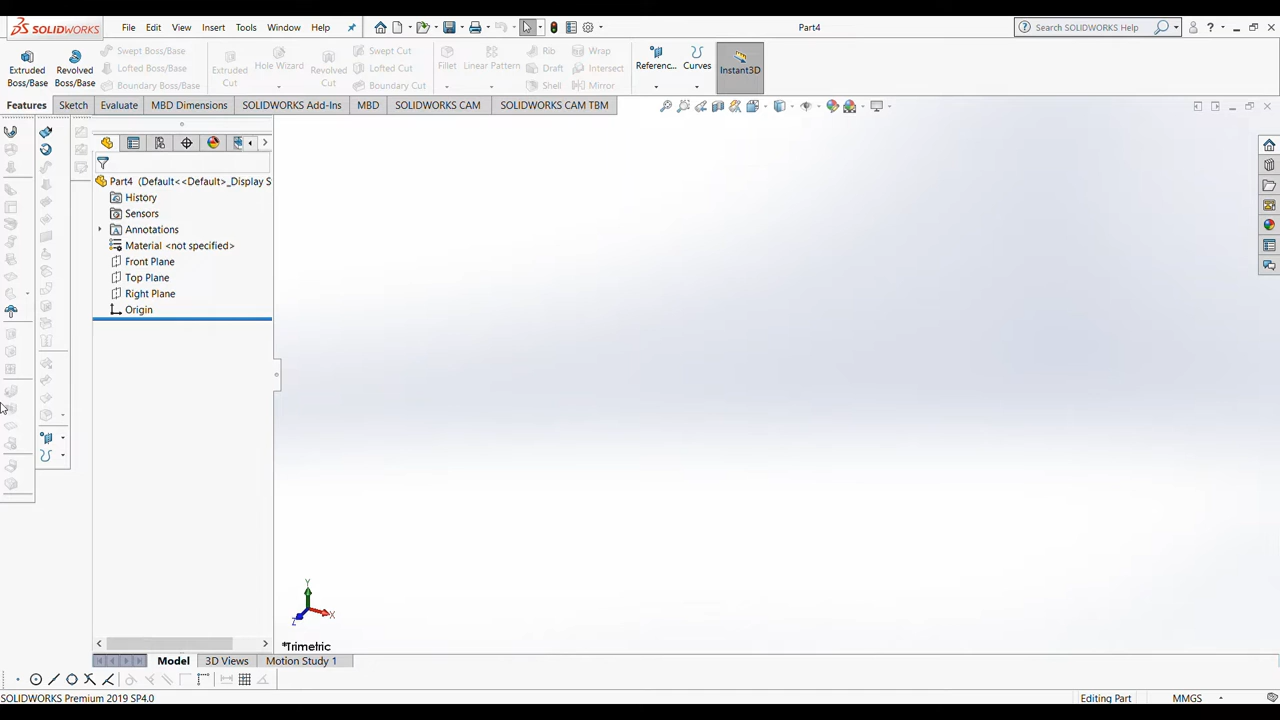 SOLIDWORKS File Edit View Insert Tools Window Help Part4 Search SOLIDWORKS Help
Extruded Boss/Base
Revolved Boss/Base
Swept Boss/Base
Lofted Boss/Base
Boundary Boss/Base
Extruded Cut
Hole Wizard
Revolved Cut
Swept Cut
Lofted Cut
Boundary Cut
Fillet
Linear Pattern
Rib
Draft
Shell
Wrap
Intersect
Mirror
Referenc...
Curves
Instant3D
Features Sketch Evaluate MBD Dimensions SOLIDWORKS Add-Ins MBD SOLIDWORKS CAM SOLIDWORKS CAM TBM
Part4 (Default<<Default>_Display S
History
Sensors
Annotations
Material <not specified>
Front Plane
Top Plane
Right Plane
Origin
Y
X
Z
*Trimetric
Model 3D Views Motion Study 1
SOLIDWORKS Premium 2019 SP4.0 Editing Part MMGS